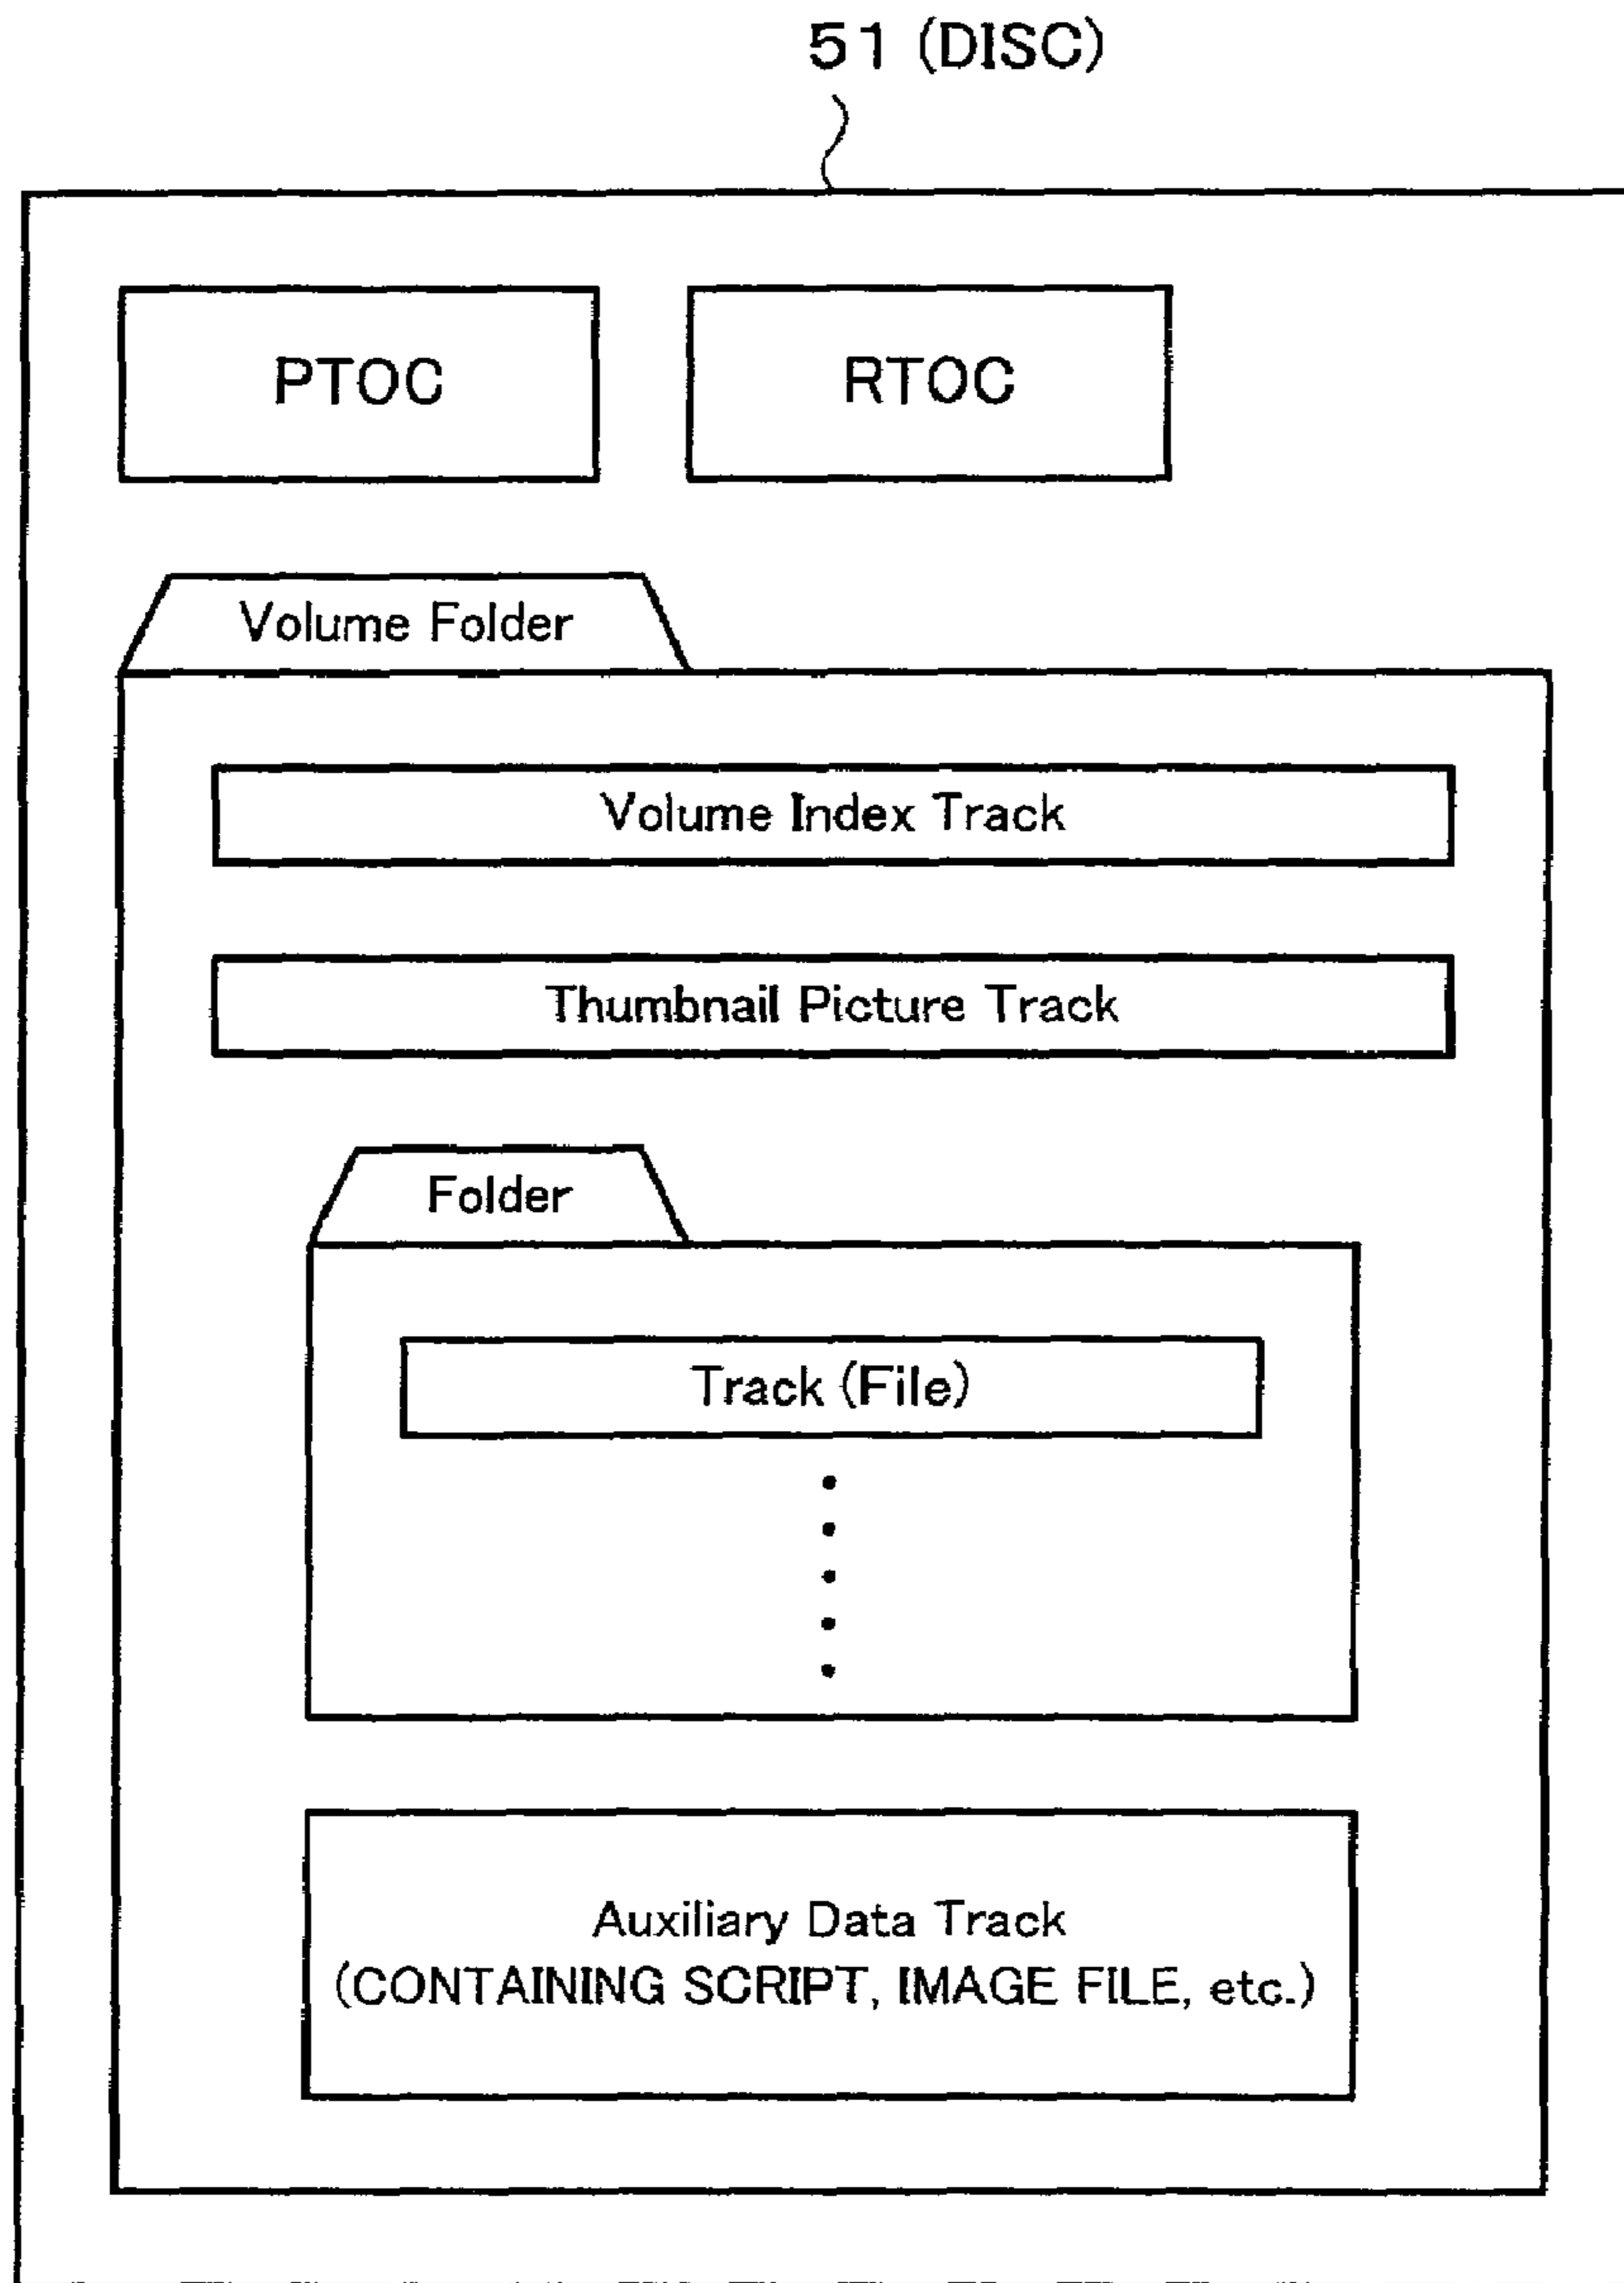 51 (DISC)
PTOC
RTOC
Volume Folder
Volume Index Track
Thumbnail Picture Track
Folder
Track (File)
Auxiliary Data Track
(CONTAINING SCRIPT, IMAGE FILE, etc.)